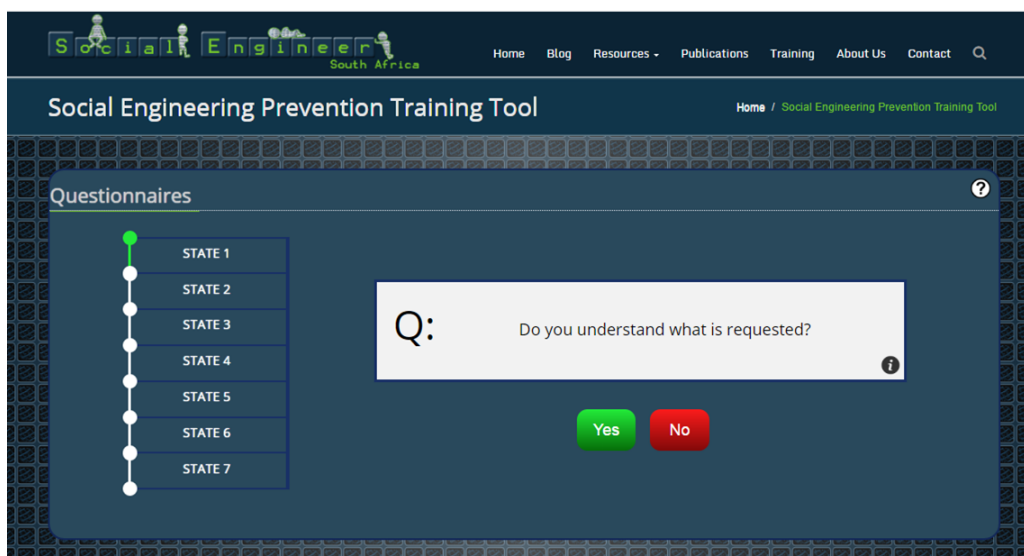 Social Engineer
South Africa
Home Blog Resources Publications Training About Us Contact
Social Engineering Prevention Training Tool
Home / Social Engineering Prevention Training Tool
Questionnaires
?
STATE 1
STATE 2
STATE 3
STATE 4
STATE 5
STATE 6
STATE 7
Q: Do you understand what is requested?
i
Yes No